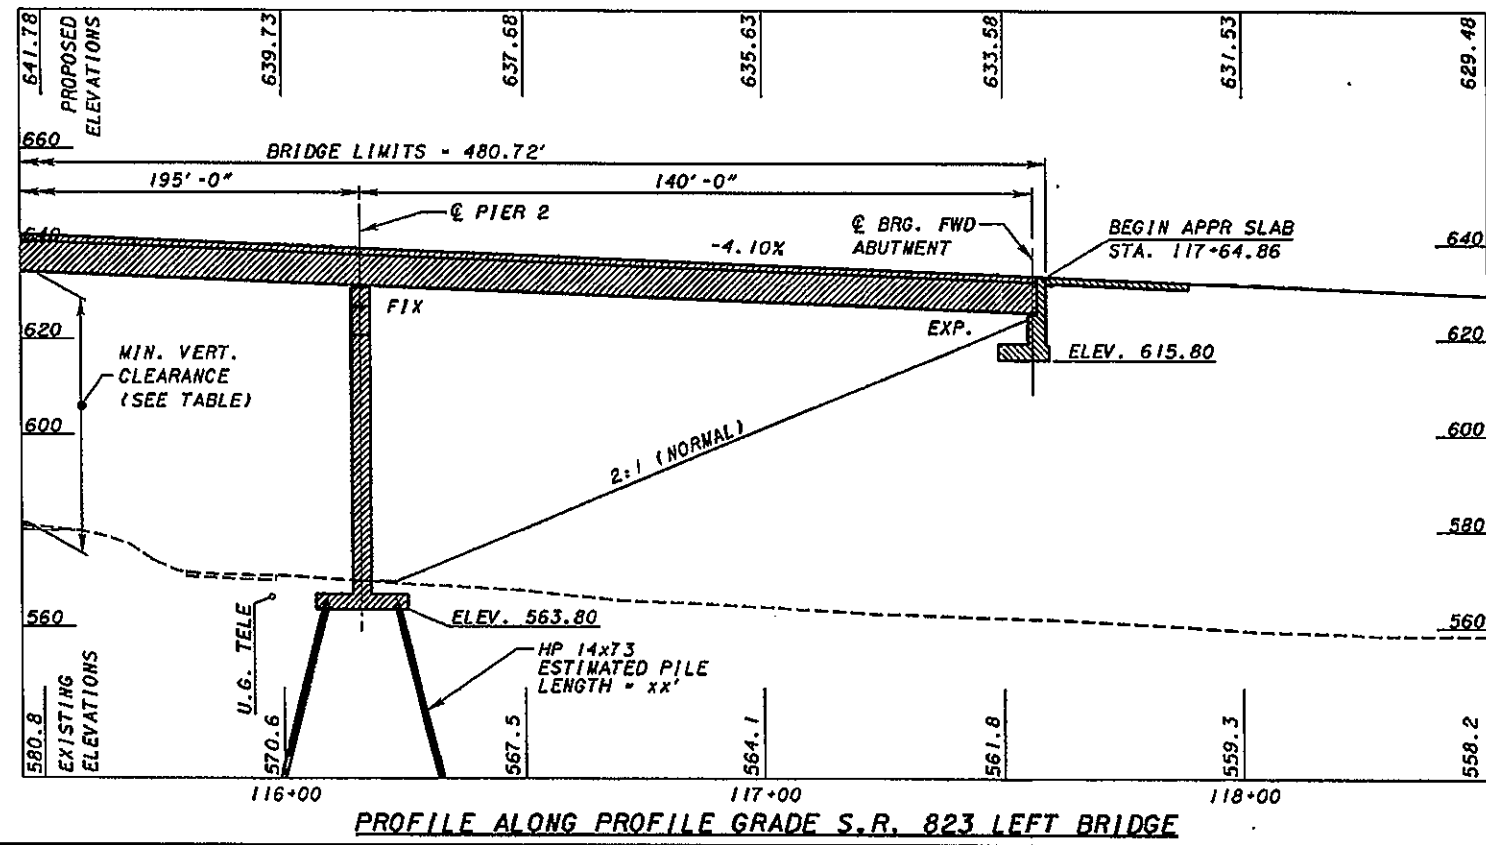 641.78
PROPOSED
ELEVATIONS
639.73
637.68
635.63
633.58
631.53
629.48
660
BRIDGE LIMITS = 480.72'
195'-0"
140'-0"
℄ PIER 2
℄ BRG. FWD
ABUTMENT
BEGIN APPR SLAB
STA. 117+64.86
640
-4.10%
640
FIX
EXP.
620
620
MIN. VERT.
CLEARANCE
(SEE TABLE)
ELEV. 615.80
600
600
2:1 (NORMAL)
580
U.G. TELE
560
ELEV. 563.80
560
HP 14x73
ESTIMATED PILE
LENGTH = xx'
580.8
EXISTING
ELEVATIONS
570.6
567.5
564.1
561.8
559.3
558.2
116+00
117+00
118+00
PROFILE ALONG PROFILE GRADE S.R. 823 LEFT BRIDGE